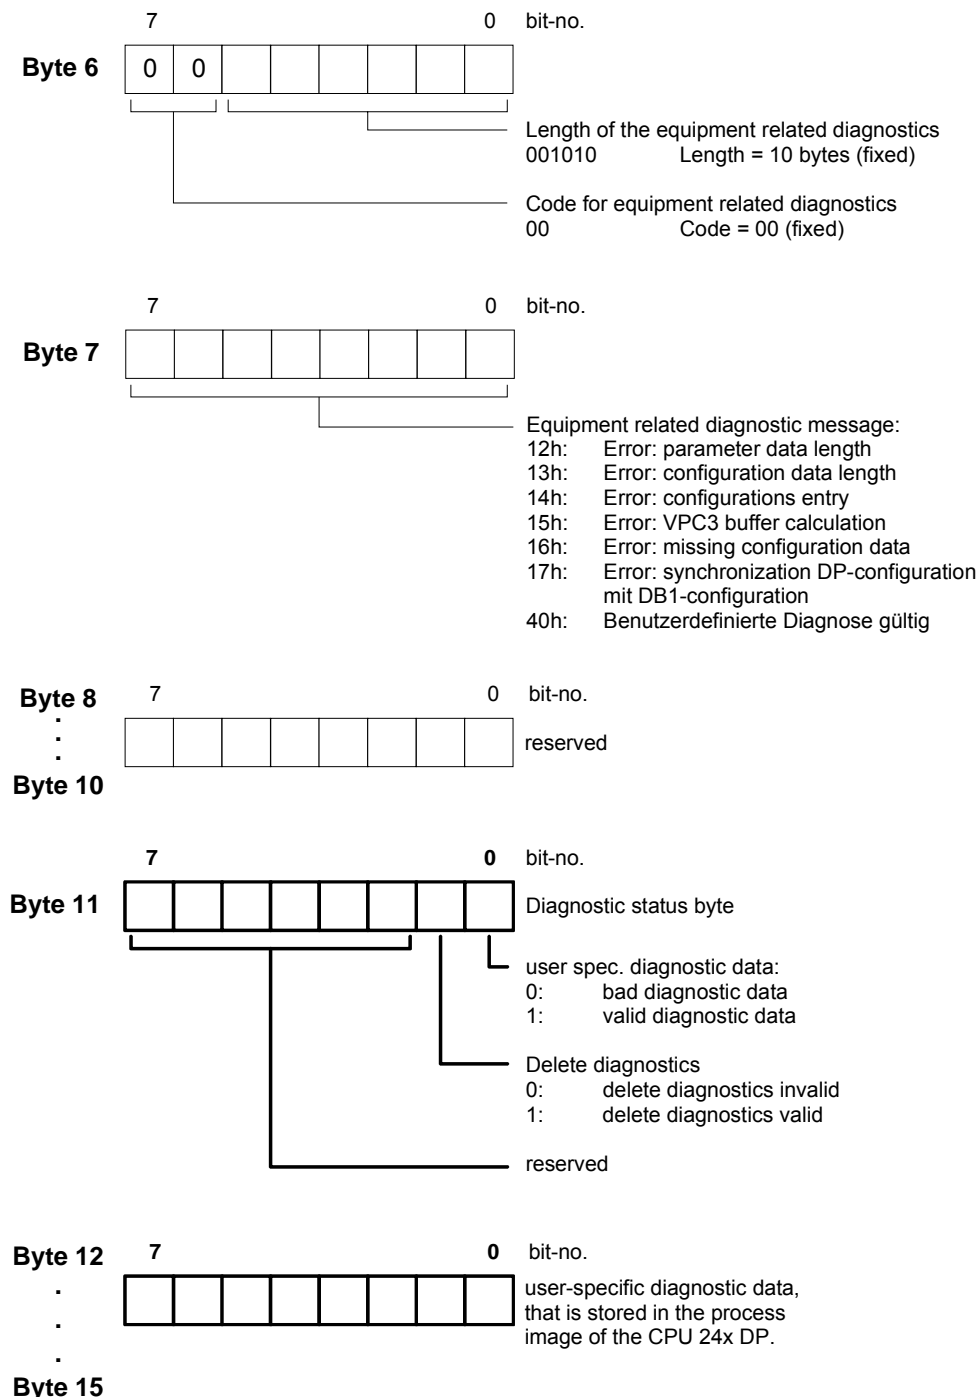 7 0 bit-no.
Byte 6 0 0
Length of the equipment related diagnostics
001010 Length = 10 bytes (fixed)
Code for equipment related diagnostics
00 Code = 00 (fixed)
7 0 bit-no.
Byte 7
Equipment related diagnostic message:
12h: Error: parameter data length
13h: Error: configuration data length
14h: Error: configurations entry
15h: Error: VPC3 buffer calculation
16h: Error: missing configuration data
17h: Error: synchronization DP-configuration
mit DB1-configuration
40h: Benutzerdefinierte Diagnose gültig
Byte 8 7 0 bit-no.
.
.
.
reserved
Byte 10
7 0 bit-no.
Byte 11 Diagnostic status byte
user spec. diagnostic data:
0: bad diagnostic data
1: valid diagnostic data
Delete diagnostics
0: delete diagnostics invalid
1: delete diagnostics valid
reserved
Byte 12 7 0 bit-no.
.
.
.
user-specific diagnostic data,
that is stored in the process
image of the CPU 24x DP.
Byte 15